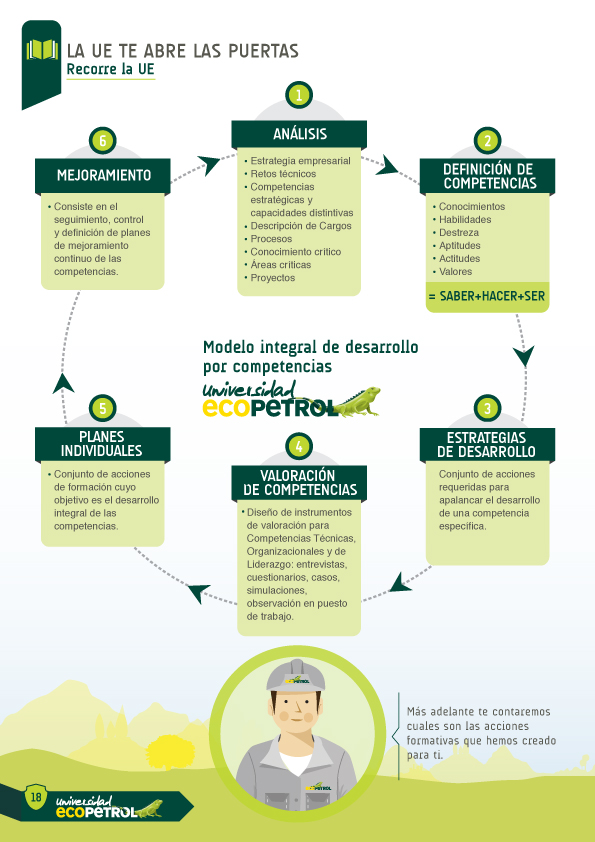 LA UE TE ABRE LAS PUERTAS
Recorre la UE
1
ANÁLISIS
• Estrategia empresarial
• Retos técnicos
• Competencias
estratégicas y
capacidades distintivas
• Descripción de Cargos
• Procesos
• Conocimiento crítico
• Áreas críticas
• Proyectos
2
DEFINICIÓN DE
COMPETENCIAS
• Conocimientos
• Habilidades
• Destreza
• Aptitudes
• Actitudes
• Valores
= SABER+HACER+SER
6
MEJORAMIENTO
• Consiste en el
seguimiento, control
y definición de planes
de mejoramiento
continuo de las
competencias.
Modelo integral de desarrollo
por competencias
Universidad
ECOPETROL
3
ESTRATEGIAS
DE DESARROLLO
Conjunto de acciones
requeridas para
apalancar el desarrollo
de una competencia
específica.
4
VALORACIÓN
DE COMPETENCIAS
• Diseño de instrumentos
de valoración para
Competencias Técnicas,
Organizacionales y de
Liderazgo: entrevistas,
cuestionarios, casos,
simulaciones,
observación en puesto
de trabajo.
5
PLANES
INDIVIDUALES
• Conjunto de acciones
de formación cuyo
objetivo es el desarrollo
integral de las
competencias.
ECOPETROL
ECOPETROL
Más adelante te contaremos
cuales son las acciones
formativas que hemos creado
para ti.
18
Universidad
ECOPETROL